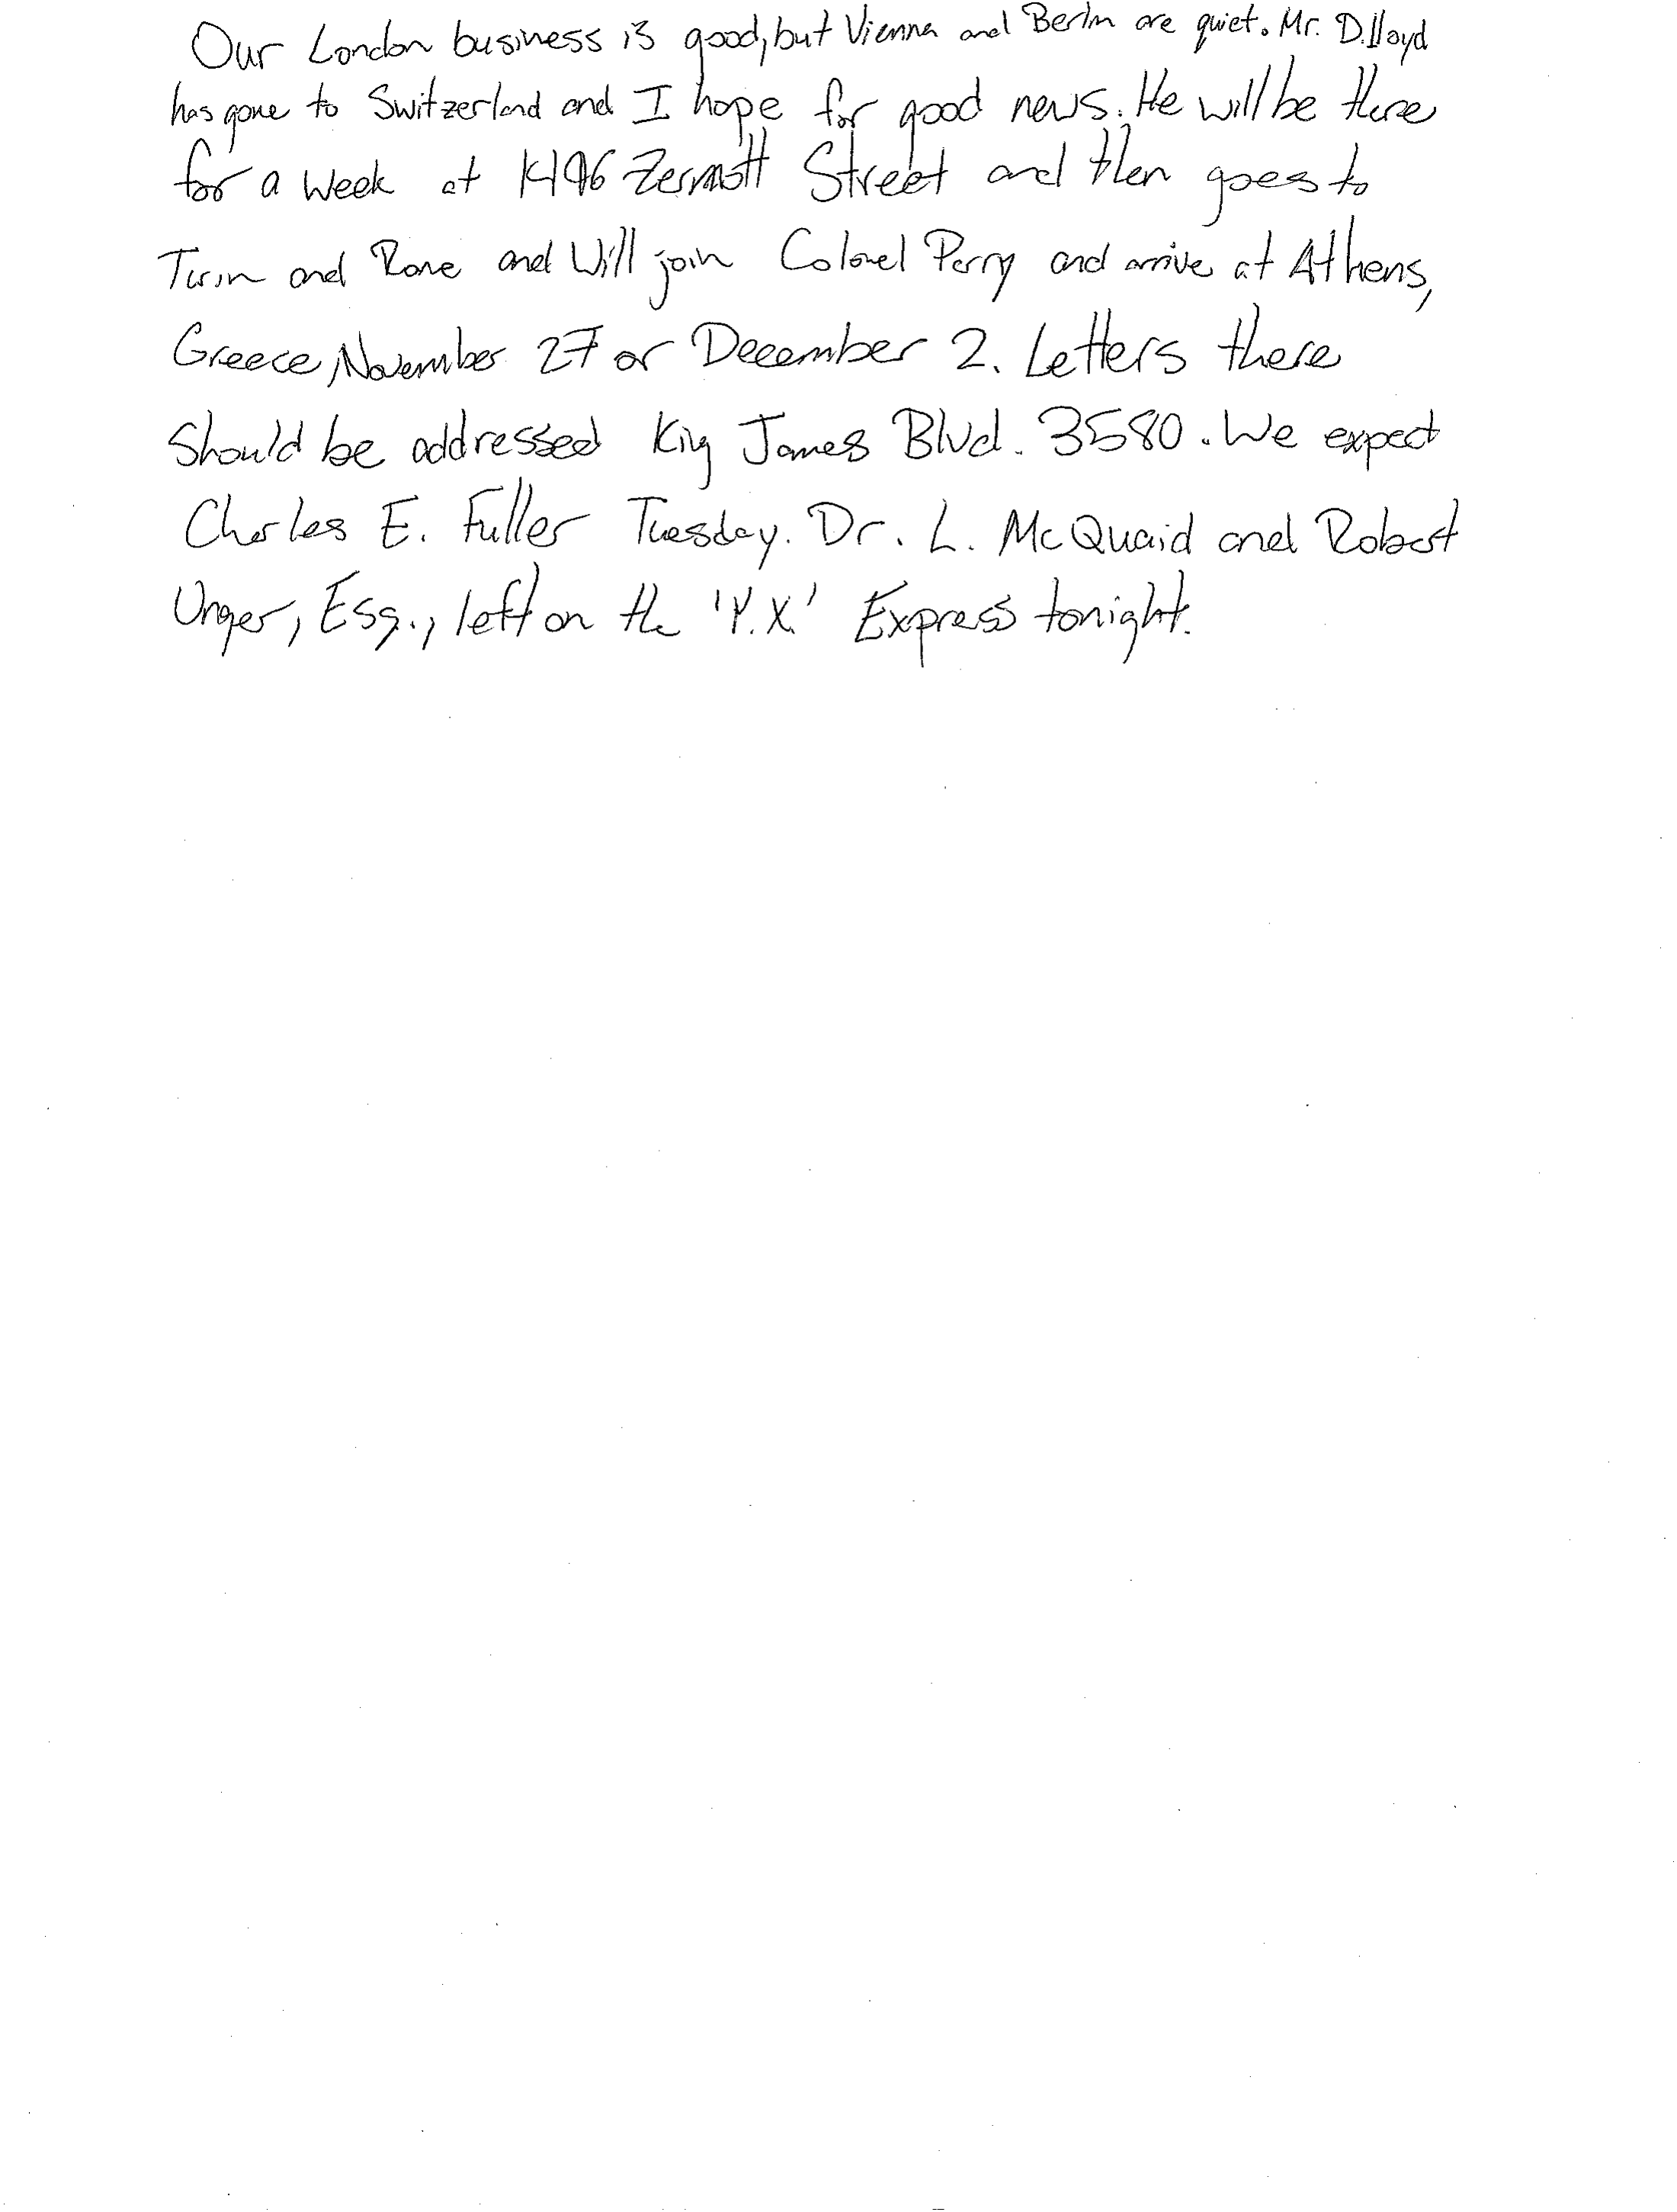 Our London business is good, but Vienna and Berlin are quiet. Mr. D. Lloyd
has gone to Switzerland and I hope for good news. He will be there
for a week at 1496 Zermott Street and then goes to
Turin and Rome and will join Colonel Perry and arrive at Athens,
Greece, November 27 or December 2. Letters there
should be addressed King James Blvd. 3580. We expect
Charles E. Fuller Tuesday. Dr. L. McQuaid and Robert
Unger, Esq., left on the 'Y.X.' Express tonight.